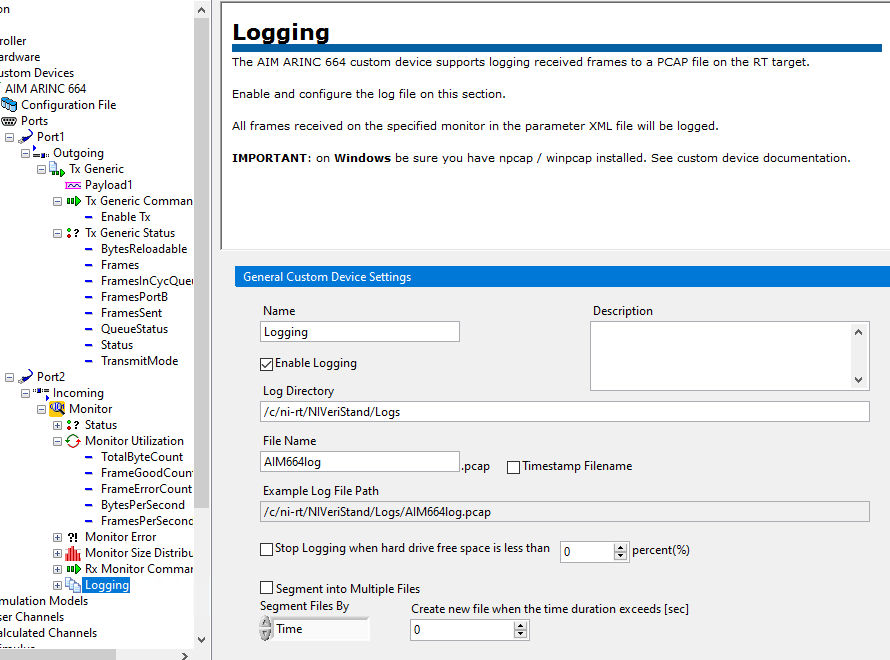 on
roller
ardware
ustom Devices
AIM ARINC 664
Configuration File
Ports
Port1
Outgoing
Tx Generic
Payload1
Tx Generic Comman
Enable Tx
Tx Generic Status
BytesReloadable
Frames
FramesInCycQue
FramesPortB
FramesSent
QueueStatus
Status
TransmitMode
Port2
Incoming
Monitor
Status
Monitor Utilization
TotalByteCount
FrameGoodCoun
FrameErrorCount
BytesPerSecond
FramesPerSecond
Monitor Error
Monitor Size Distribu
Rx Monitor Commar
Logging
mulation Models
ser Channels
alculated Channels
Logging
The AIM ARINC 664 custom device supports logging received frames to a PCAP file on the RT target.
Enable and configure the log file on this section.
All frames received on the specified monitor in the parameter XML file will be logged.
IMPORTANT: on Windows be sure you have npcap / winpcap installed. See custom device documentation.
General Custom Device Settings
Name
Logging
Description
Enable Logging
Log Directory
/c/ni-rt/NIVeriStand/Logs
File Name
AIM664log .pcap Timestamp Filename
Example Log File Path
/c/ni-rt/NIVeriStand/Logs/AIM664log.pcap
Stop Logging when hard drive free space is less than 0 percent(%)
Segment into Multiple Files
Segment Files By
Time
Create new file when the time duration exceeds [sec]
0